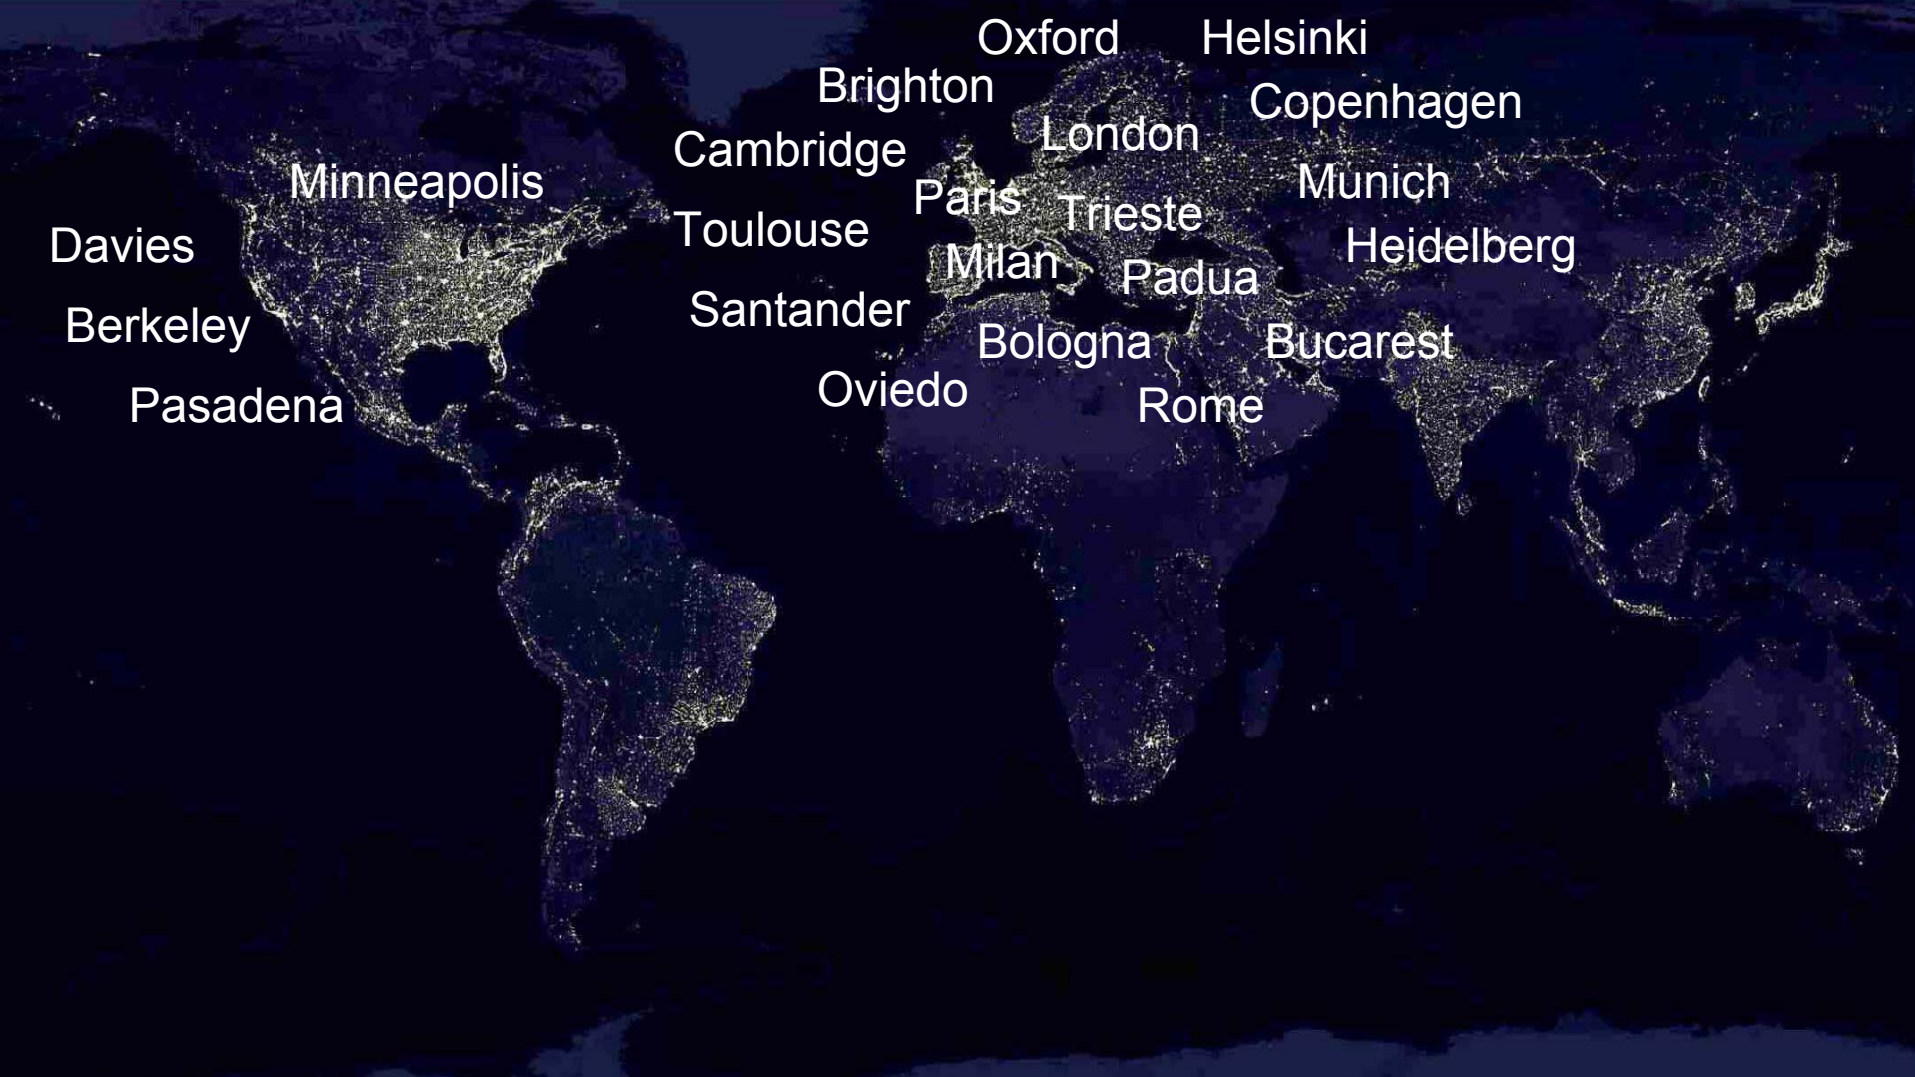 Oxford
Helsinki
Brighton
Copenhagen
London
Cambridge
Minneapolis
Munich
Paris
Trieste
Toulouse
Davies
Heidelberg
Milan
Padua
Santander
Berkeley
Bologna
Bucarest
Oviedo
Pasadena
Rome